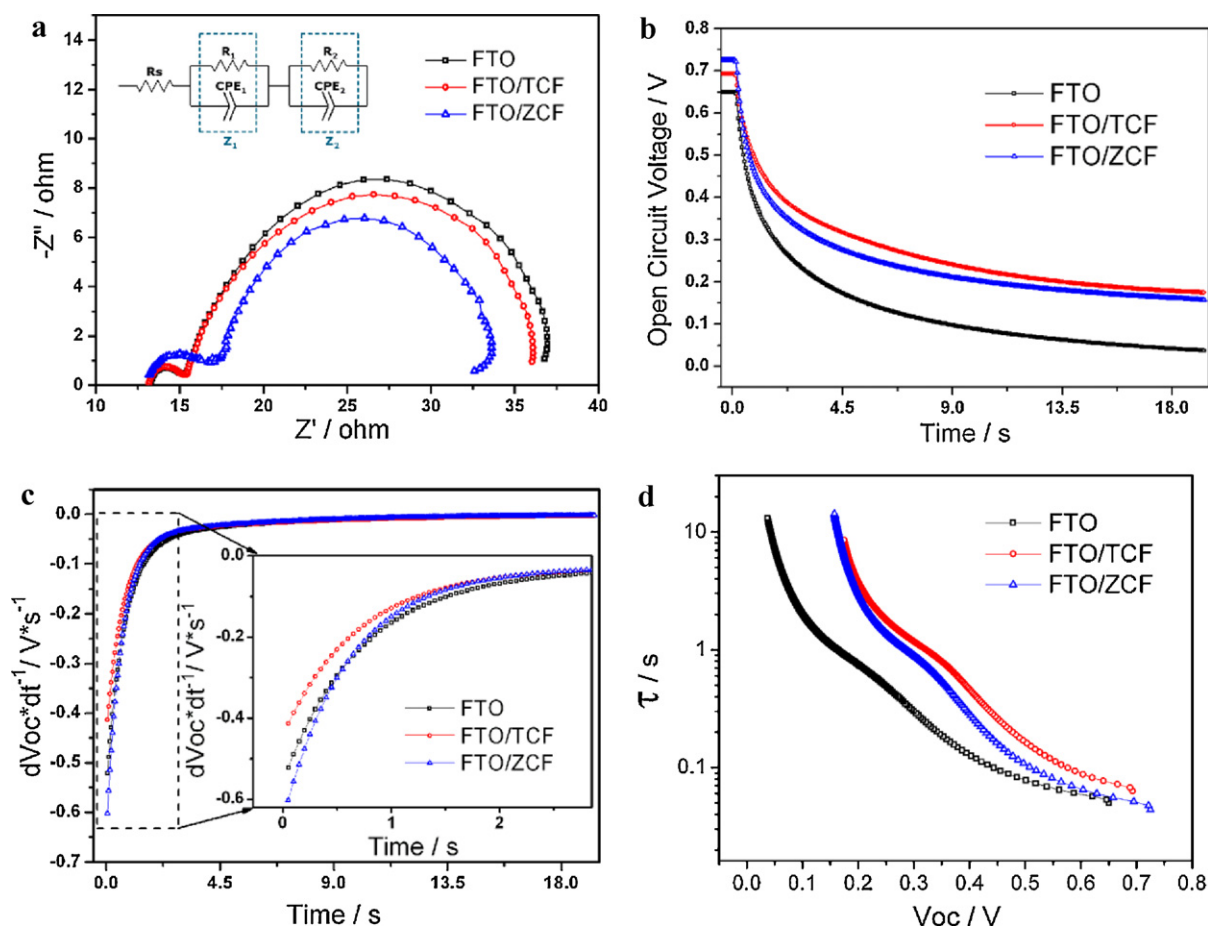 a
14
12
10
8
6
4
2
0
-Z" / ohm
10 15 20 25 30 35 40
Z' / ohm
Rs
R1
CPE1
Z1
R2
CPE2
Z2
FTO
FTO/TCF
FTO/ZCF
b
0.8
0.7
0.6
0.5
0.4
0.3
0.2
0.1
0.0
Open Circuit Voltage / V
0.0 4.5 9.0 13.5 18.0
Time / s
FTO
FTO/TCF
FTO/ZCF
c
0.0
-0.1
-0.2
-0.3
-0.4
-0.5
-0.6
-0.7
dVoc*dt-1/ V*s-1
0.0 4.5 9.0 13.5 18.0
Time / s
0.0
-0.2
-0.4
-0.6
dVoc*dt-1/ V*s-1
0 1 2
Time / s
FTO
FTO/TCF
FTO/ZCF
d
10
1
0.1
τ / s
0.0 0.1 0.2 0.3 0.4 0.5 0.6 0.7 0.8
Voc / V
FTO
FTO/TCF
FTO/ZCF